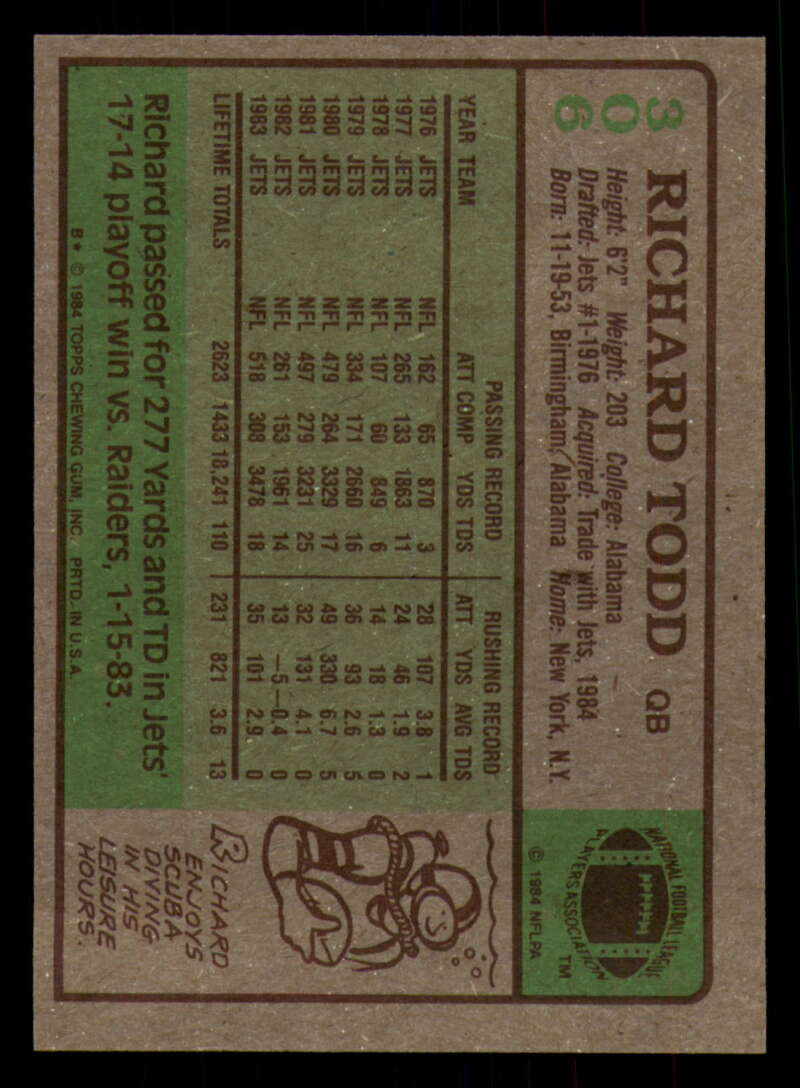 306
RICHARD TODD QB
Height: 6'2" Weight: 203 College: Alabama
Drafted: Jets #1-1976 Acquired: Trade with Jets, 1984
Born: 11-19-53, Birmingham, Alabama Home: New York, N.Y.
NATIONAL FOOTBALL LEAGUE
PLAYERS ASSOCIATION
TM
© 1984 NFLPA
PASSING RECORD RUSHING RECORD
YEAR TEAM ATT COMP YDS TDS ATT YDS AVG TDS
1976 JETS NFL 162 65 870 3 28 107 3.8 1
1977 JETS NFL 265 133 1863 11 24 46 1.9 2
1978 JETS NFL 107 60 849 6 14 18 1.3 0
1979 JETS NFL 334 171 2660 16 36 93 2.6 5
1980 JETS NFL 479 264 3329 17 49 330 6.7 5
1981 JETS NFL 497 279 3231 25 32 131 4.1 0
1982 JETS NFL 261 153 1961 14 13 —5 —0.4 0
1983 JETS NFL 518 308 3478 18 35 101 2.9 0
LIFETIME TOTALS 2623 1433 18,241 110 231 821 3.6 13
Richard passed for 277 Yards and TD in Jets'
17-14 playoff win vs. Raiders, 1-15-83.
B* © 1984 TOPPS CHEWING GUM, INC. PRTD. IN U.S.A.
RICHARD
ENJOYS
SCUBA
DIVING
IN HIS
LEISURE
HOURS.